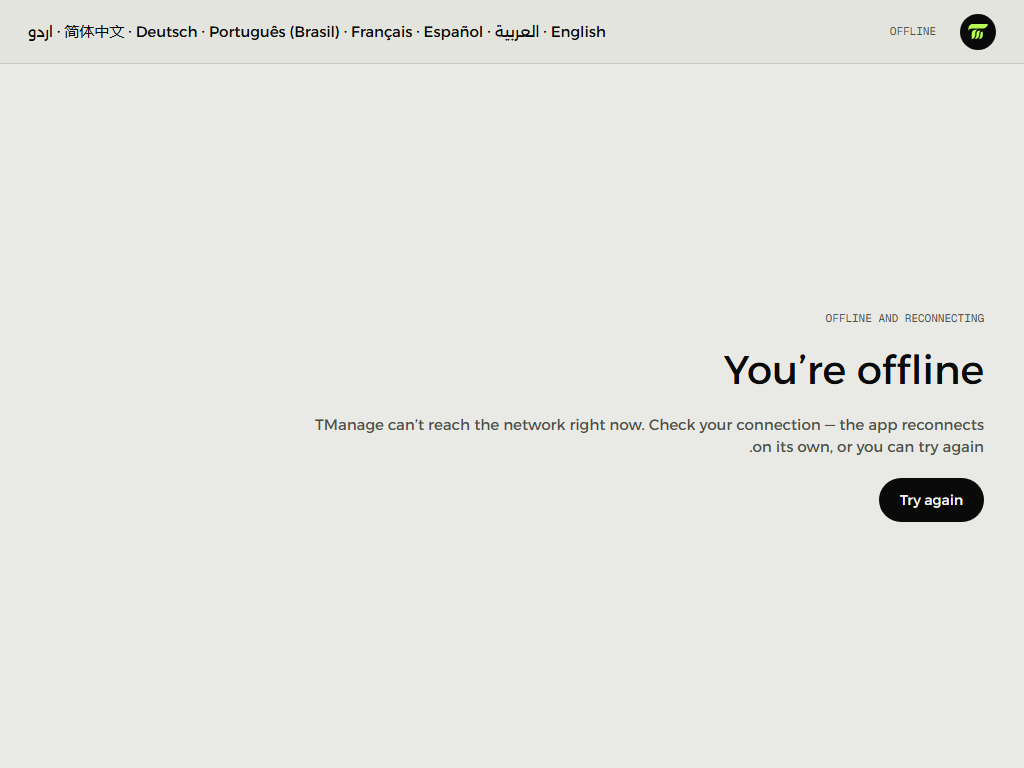 OFFLINE
English · العربية · Español · Français · Português (Brasil) · Deutsch · 简体中文 · اردو
OFFLINE AND RECONNECTING
You’re offline
TManage can’t reach the network right now. Check your connection — the app reconnects
on its own, or you can try again.
Try again